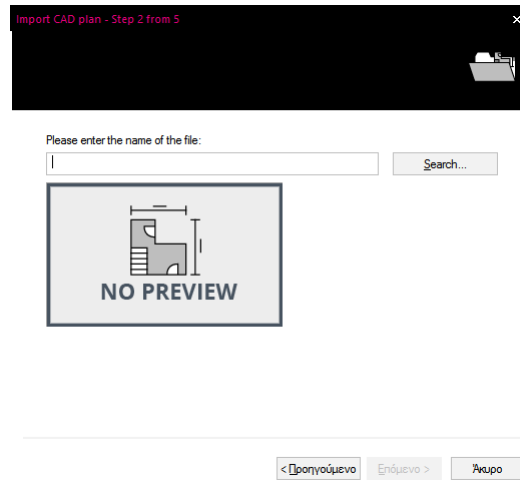 Import CAD plan - Step 2 from 5
Please enter the name of the file:
Search...
NO PREVIEW
< Προηγούμενο Επόμενο > Άκυρο